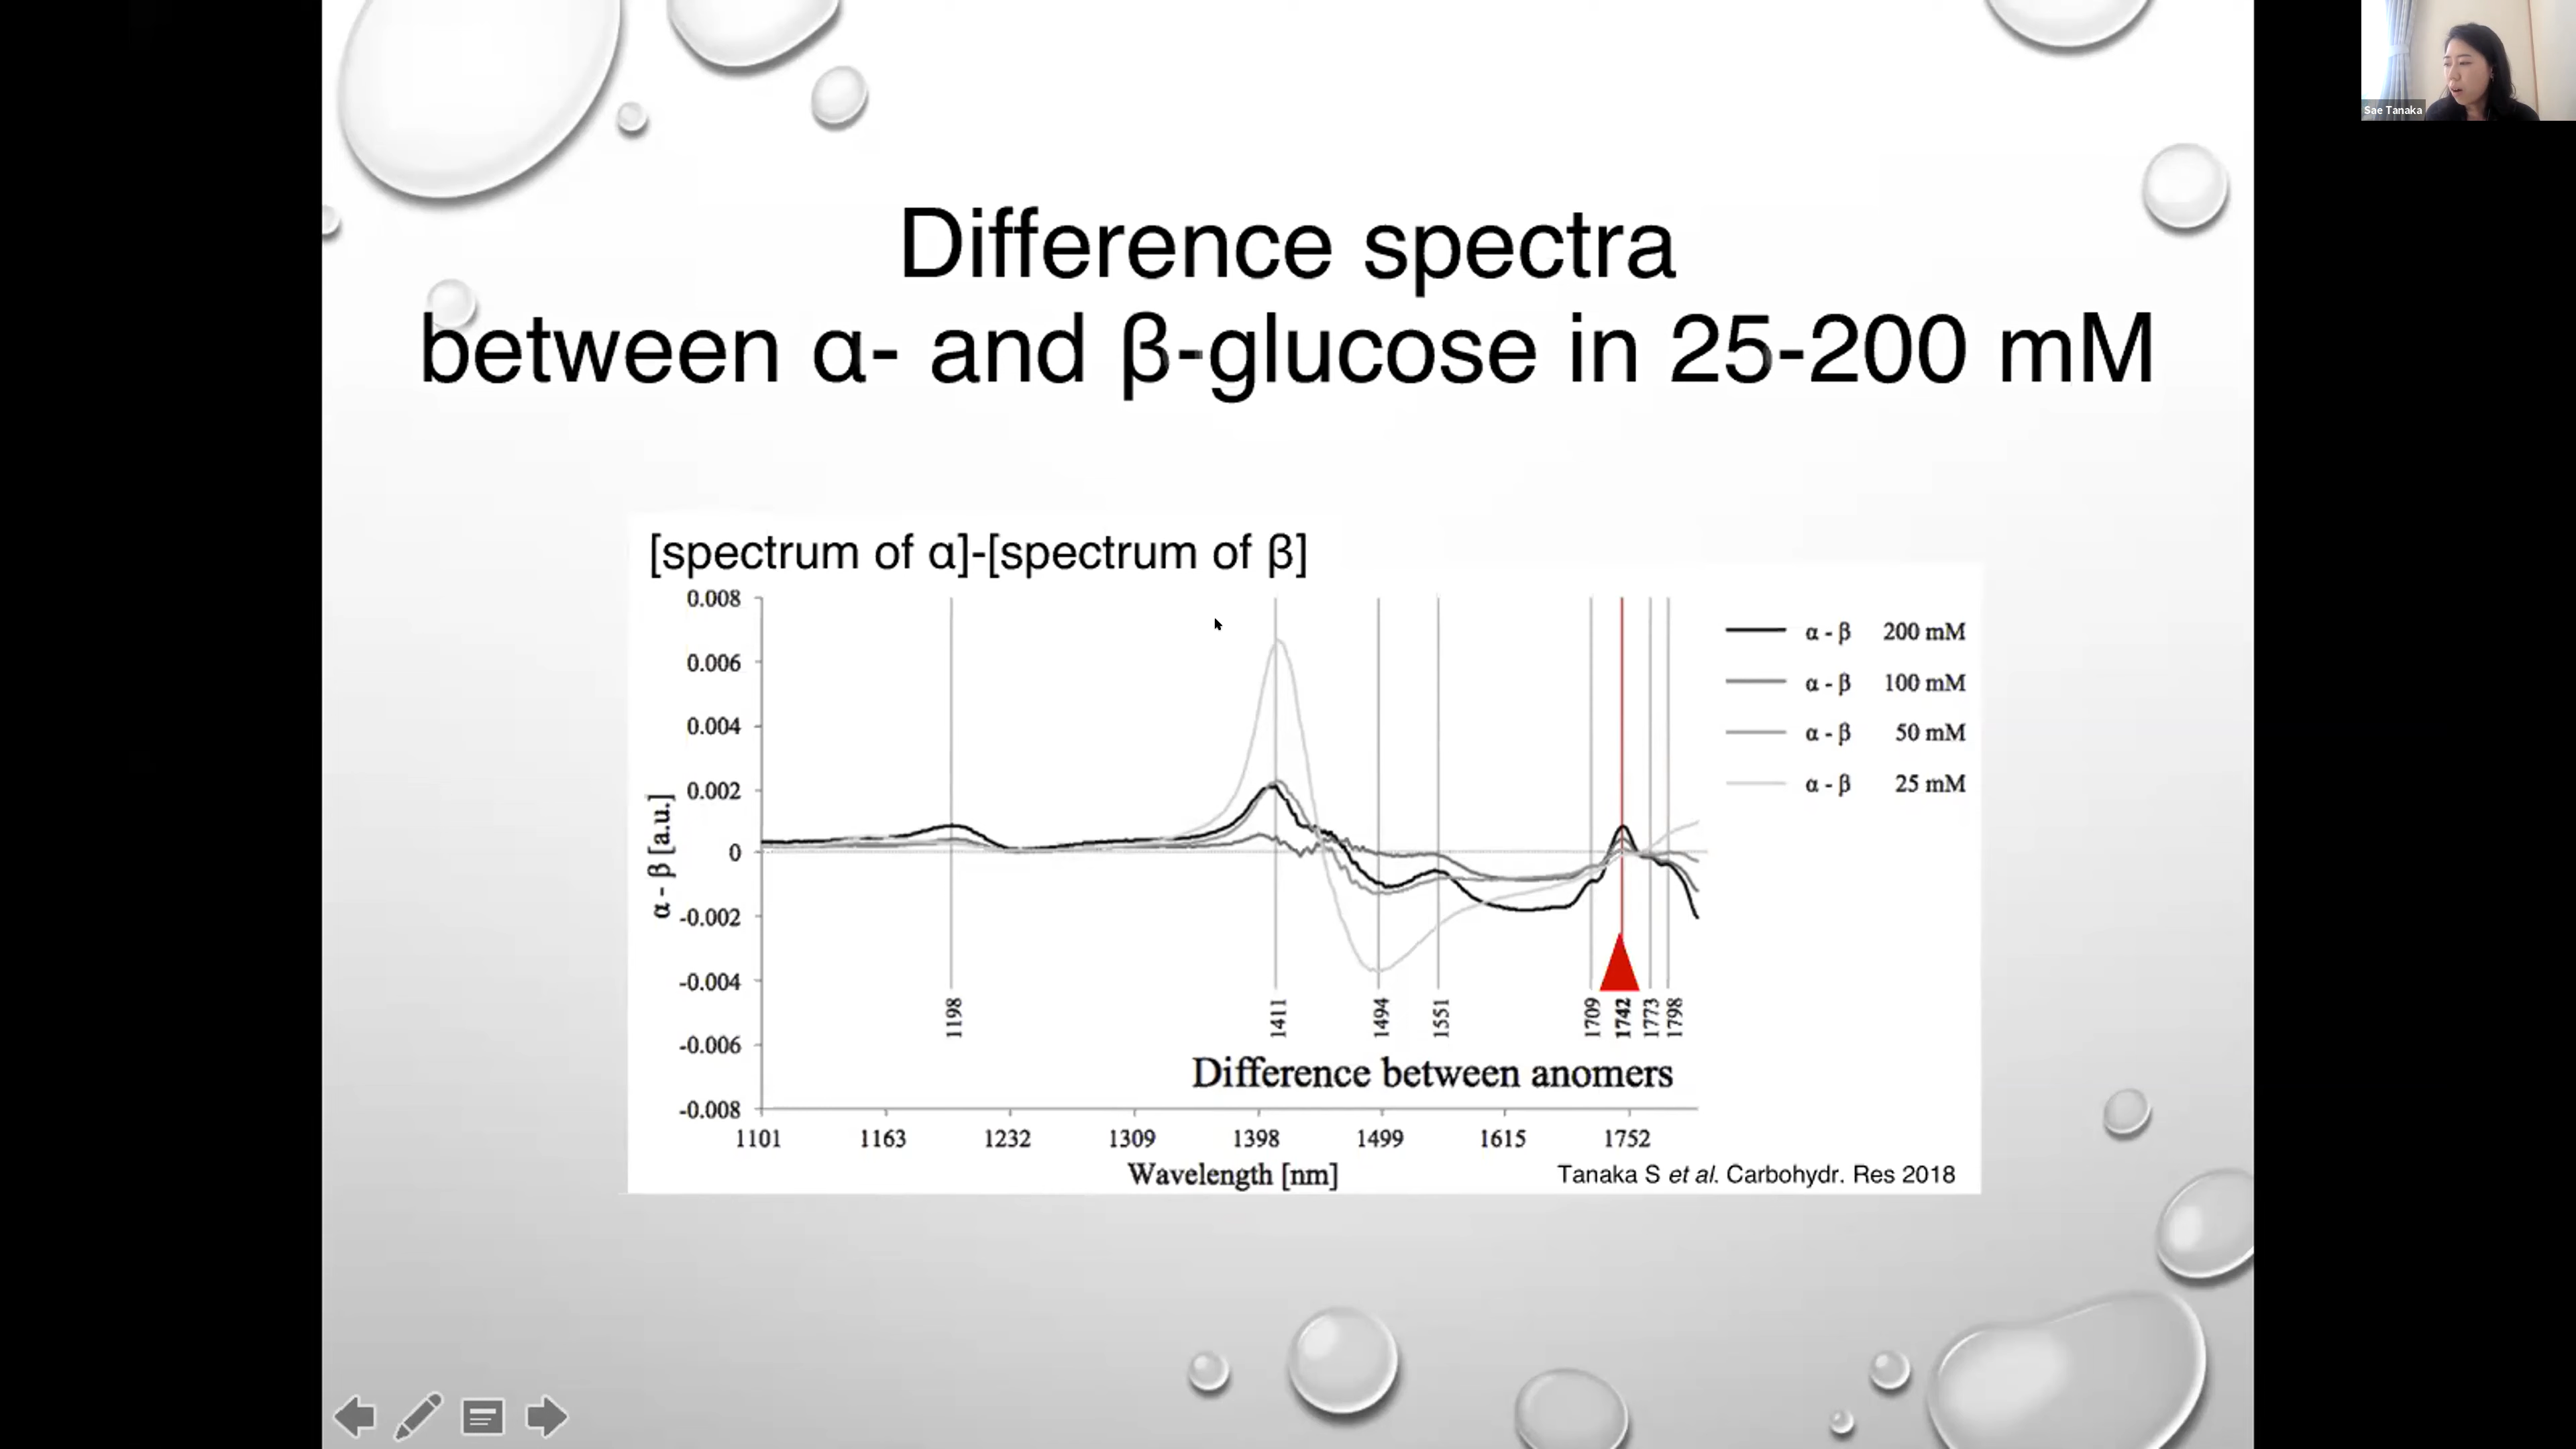 Sae Tanaka
Difference spectra
between α- and β-glucose in 25-200 mM
[spectrum of α]-[spectrum of β]
0.008
0.006
0.004
0.002
0
-0.002
-0.004
-0.006
-0.008
α - β [a.u.]
α - β 200 mM
α - β 100 mM
α - β 50 mM
α - β 25 mM
1198 1411 1494 1551 1709 1742 1773 1798
Difference between anomers
1101 1163 1232 1309 1398 1499 1615 1752
Wavelength [nm]
Tanaka S et al. Carbohydr. Res 2018